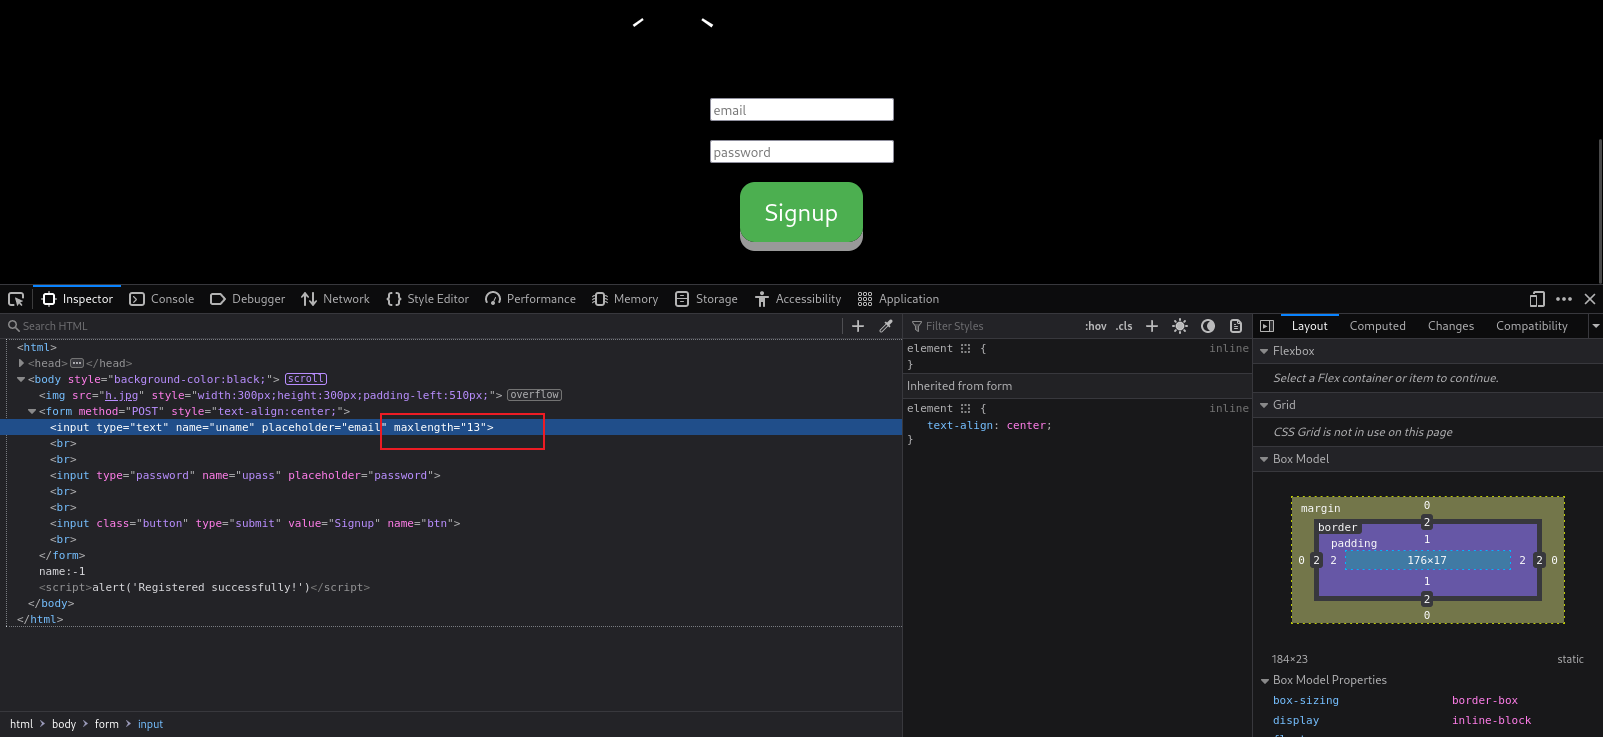 email
password
Signup
Inspector Console Debugger Network Style Editor Performance Memory Storage Accessibility Application
Search HTML
<html>
<head> </head>
<body style="background-color:black;"> scroll
<img src="h.jpg" style="width:300px;height:300px;padding-left:510px;"> overflow
<form method="POST" style="text-align:center;">
<input type="text" name="uname" placeholder="email" maxlength="13">
<br>
<br>
<input type="password" name="upass" placeholder="password">
<br>
<br>
<input class="button" type="submit" value="Signup" name="btn">
<br>
</form>
name:-1
<script>alert('Registered successfully!')</script>
</body>
</html>
html > body > form > input
Filter Styles :hov .cls
element { inline
}
Inherited from form
element { inline
text-align: center;
}
Layout Computed Changes Compatibility
Flexbox
Select a Flex container or item to continue.
Grid
CSS Grid is not in use on this page
Box Model
margin 0
border 2
padding 1
0 2 2 176×17 2 2 0
1
2
0
184×23 static
Box Model Properties
box-sizing border-box
display inline-block